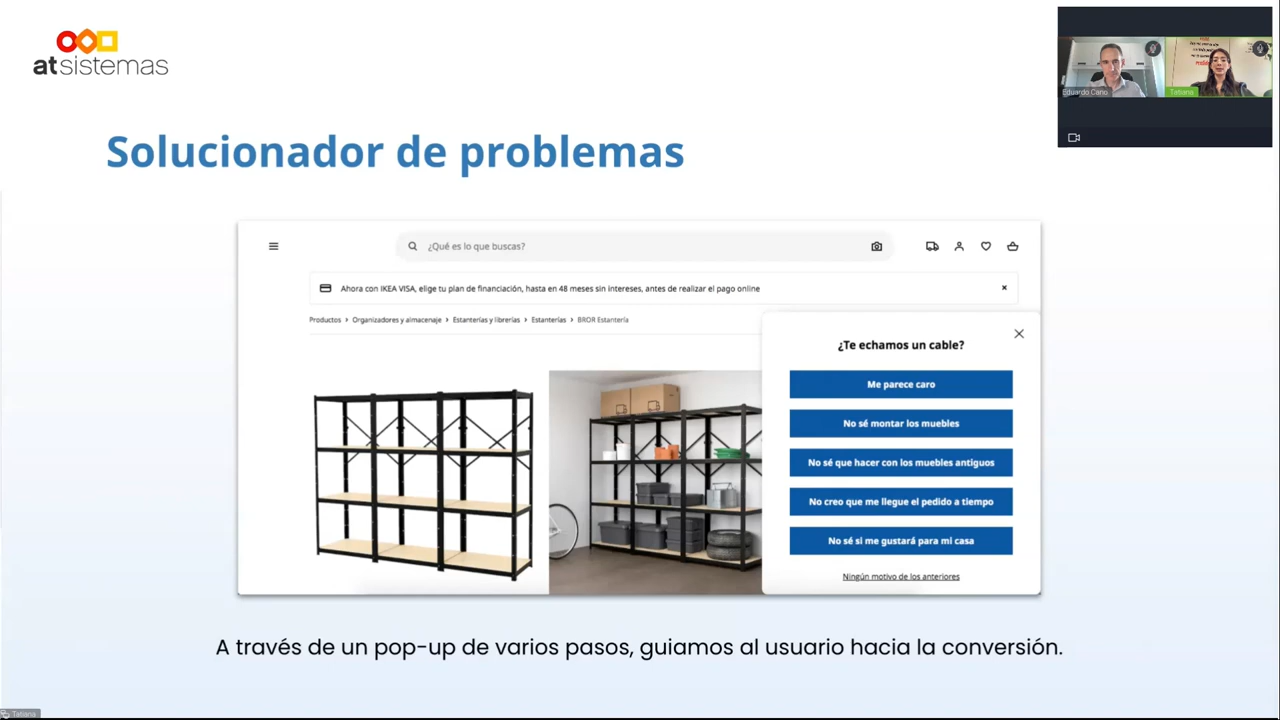 atsistemas
Eduardo Cano
Tatiana
Solucionador de problemas
¿Qué es lo que buscas?
Ahora con IKEA VISA, elige tu plan de financiación, hasta en 48 meses sin intereses, antes de realizar el pago online
Productos › Organizadores y almacenaje › Estanterías y librerías › Estanterías › BROR Estantería
¿Te echamos un cable?
Me parece caro
No sé montar los muebles
No sé que hacer con los muebles antiguos
No creo que me llegue el pedido a tiempo
No sé si me gustará para mi casa
Ningún motivo de los anteriores
A través de un pop-up de varios pasos, guiamos al usuario hacia la conversión.
Tatiana